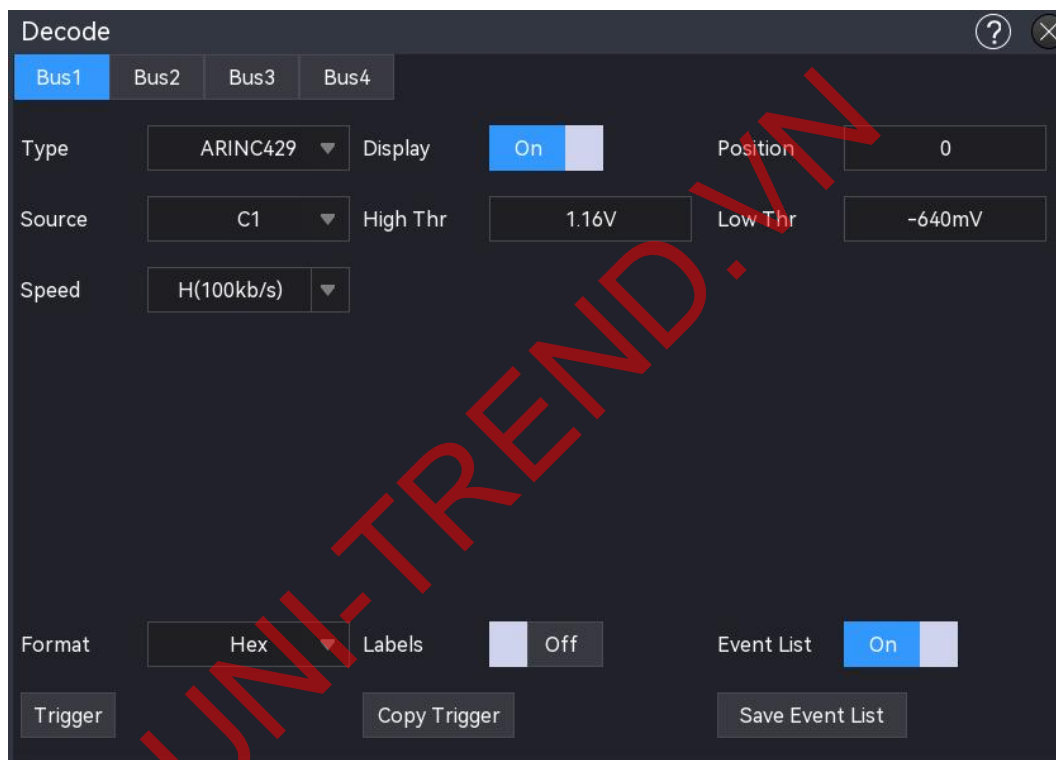 Decode ?
Bus1 Bus2 Bus3 Bus4
Type ARINC429 Display On Position 0
Source C1 High Thr 1.16V Low Thr -640mV
Speed H(100kb/s)
Format Hex Labels Off Event List On
Trigger Copy Trigger Save Event List
UNI-TREND.VN